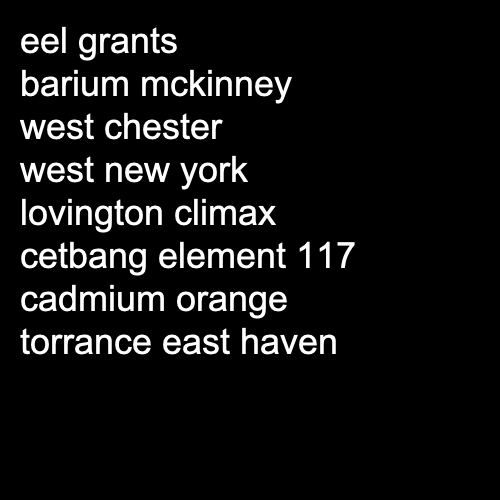 eel grants
barium mckinney
west chester
west new york
lovington climax
cetbang element 117
cadmium orange
torrance east haven